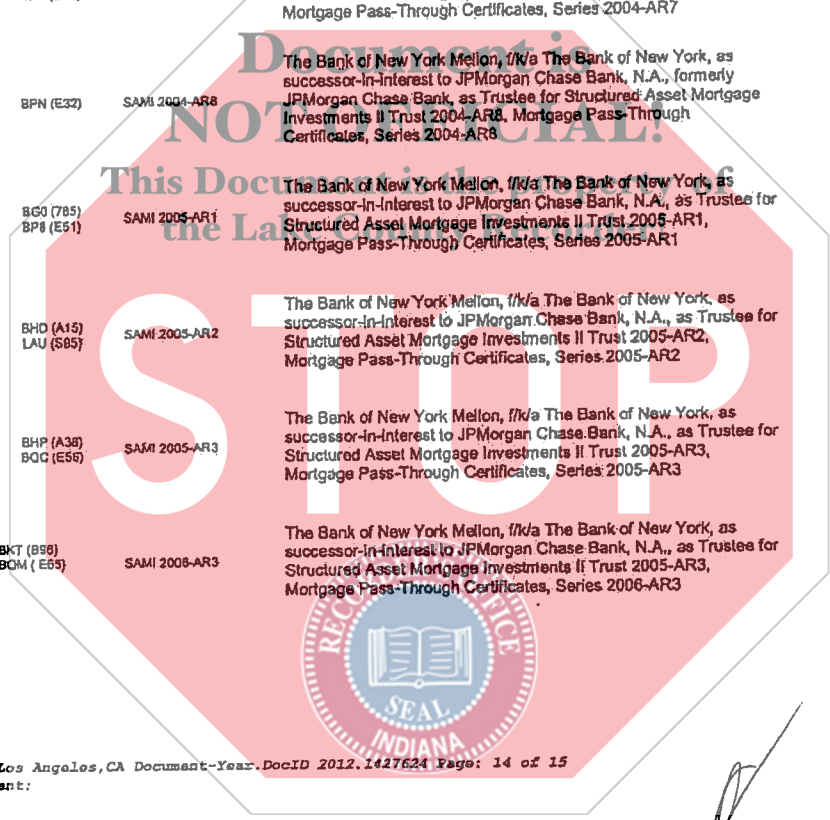 Mortgage Pass-Through Certificates, Series 2004-AR7
Document is
NOT OFFICIAL!
This Document is the property of
the Lake County Recorder!
The Bank of New York Mellon, f/k/a The Bank of New York, as
successor-in-interest to JPMorgan Chase Bank, N.A., formerly
BPN (E32) SAMI 2004-AR8 JPMorgan Chase Bank, as Trustee for Structured Asset Mortgage
Investments II Trust 2004-AR8, Mortgage Pass-Through
Certificates, Series 2004-AR8
The Bank of New York Mellon, f/k/a The Bank of New York, as
BG0 (765) successor-in-interest to JPMorgan Chase Bank, N.A., as Trustee for
BP8 (E51) SAMI 2005-AR1 Structured Asset Mortgage Investments II Trust 2005-AR1,
Mortgage Pass-Through Certificates, Series 2005-AR1
STOP
The Bank of New York Mellon, f/k/a The Bank of New York, as
BHD (A15) successor-in-interest to JPMorgan Chase Bank, N.A., as Trustee for
LAU (S85) SAMI 2005-AR2 Structured Asset Mortgage Investments II Trust 2005-AR2,
Mortgage Pass-Through Certificates, Series 2005-AR2
The Bank of New York Mellon, f/k/a The Bank of New York, as
BHP (A38) successor-in-interest to JPMorgan Chase Bank, N.A., as Trustee for
BOC (E56) SAMI 2005-AR3 Structured Asset Mortgage Investments II Trust 2005-AR3,
Mortgage Pass-Through Certificates, Series 2005-AR3
The Bank of New York Mellon, f/k/a The Bank of New York, as
BKT (B96) successor-in-interest to JPMorgan Chase Bank, N.A., as Trustee for
BOM ( E65) SAMI 2006-AR3 Structured Asset Mortgage Investments II Trust 2005-AR3,
Mortgage Pass-Through Certificates, Series 2006-AR3
RECORDER'S OFFICE
SEAL
INDIANA
Los Angeles,CA Document-Year.DocID 2012.1427624 Page: 14 of 15
ent: